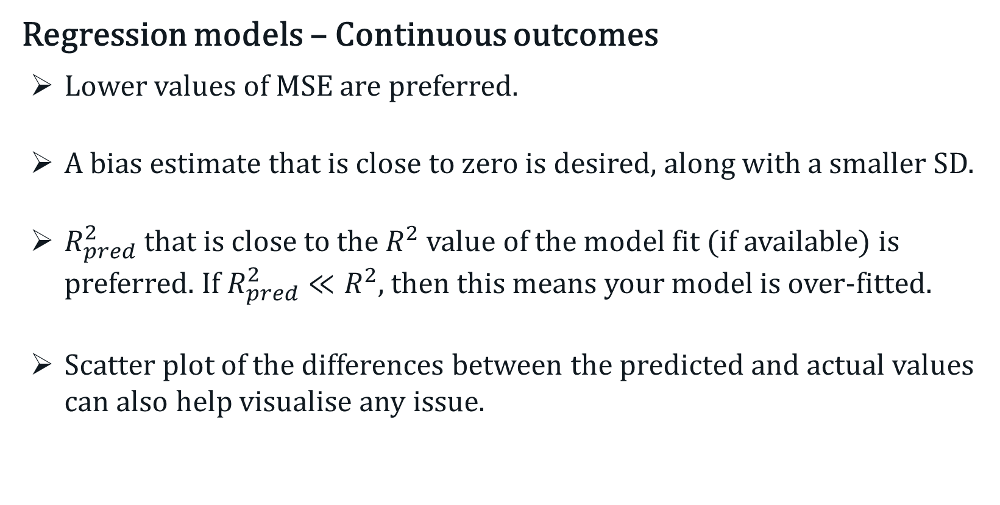 Regression models – Continuous outcomes
➢ Lower values of MSE are preferred.
➢ A bias estimate that is close to zero is desired, along with a smaller SD.
➢ $R^2_{pred}$ that is close to the $R^2$ value of the model fit (if available) is
preferred. If $R^2_{pred} \ll R^2$, then this means your model is over-fitted.
➢ Scatter plot of the differences between the predicted and actual values
can also help visualise any issue.